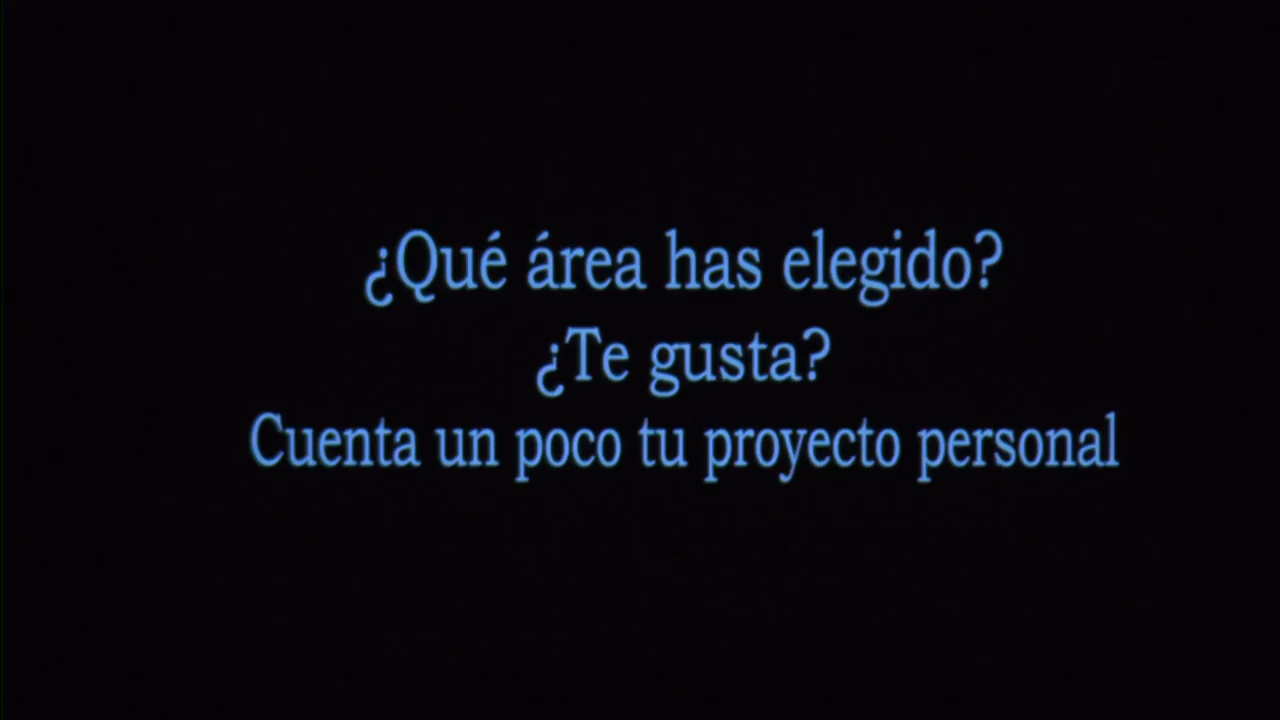 ¿Qué área has elegido?
¿Te gusta?
Cuenta un poco tu proyecto personal